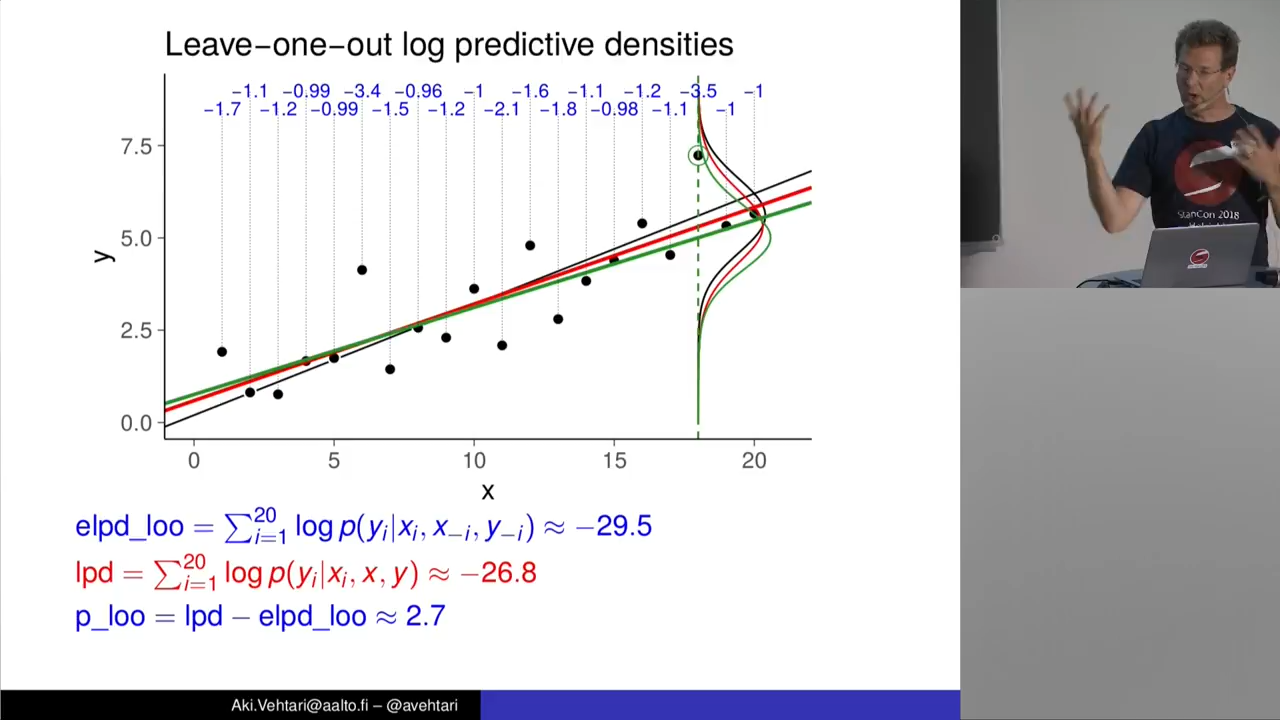 Leave−one−out log predictive densities
−1.1 −0.99 −3.4 −0.96 −1 −1.6 −1.1 −1.2 −3.5 −1
−1.7 −1.2 −0.99 −1.5 −1.2 −2.1 −1.8 −0.98 −1.1 −1
7.5
5.0
2.5
0.0
y
0 5 10 15 20
x
elpd_loo = ∑²⁰ᵢ₌₁ log p(yᵢ|xᵢ, x₋ᵢ, y₋ᵢ) ≈ −29.5
lpd = ∑²⁰ᵢ₌₁ log p(yᵢ|xᵢ, x, y) ≈ −26.8
p_loo = lpd − elpd_loo ≈ 2.7
Aki.Vehtari@aalto.fi – @avehtari
StanCon 2018